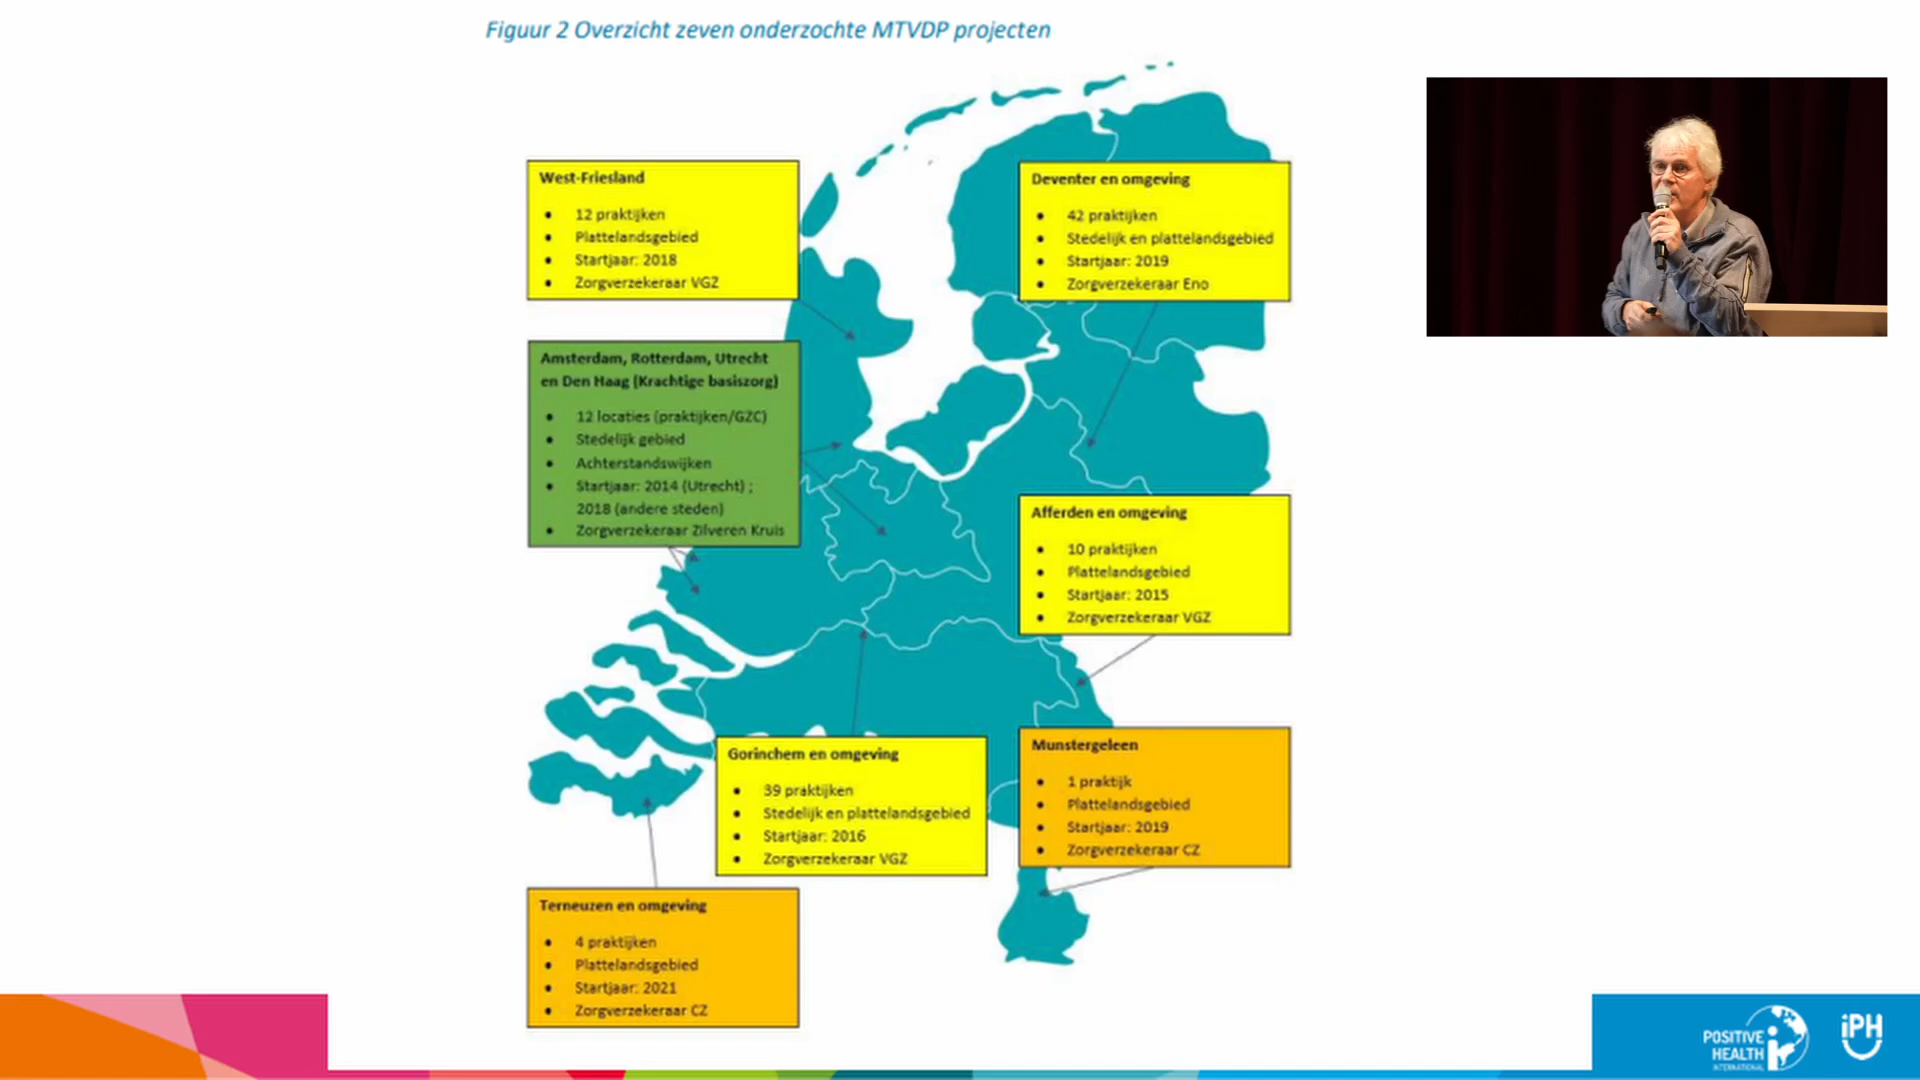 Figuur 2 Overzicht zeven onderzochte MTVDP projecten
West-Friesland
• 12 praktijken
• Plattelandsgebied
• Startjaar: 2018
• Zorgverzekeraar VGZ
Deventer en omgeving
• 42 praktijken
• Stedelijk en plattelandsgebied
• Startjaar: 2019
• Zorgverzekeraar Eno
Amsterdam, Rotterdam, Utrecht
en Den Haag (Krachtige basiszorg)
• 12 locaties (praktijken/GZC)
• Stedelijk gebied
• Achterstandswijken
• Startjaar: 2014 (Utrecht) ;
2018 (andere steden)
• Zorgverzekeraar Zilveren Kruis
Afferden en omgeving
• 10 praktijken
• Plattelandsgebied
• Startjaar: 2015
• Zorgverzekeraar VGZ
Gorinchem en omgeving
• 39 praktijken
• Stedelijk en plattelandsgebied
• Startjaar: 2016
• Zorgverzekeraar VGZ
Munstergeleen
• 1 praktijk
• Plattelandsgebied
• Startjaar: 2019
• Zorgverzekeraar CZ
Terneuzen en omgeving
• 4 praktijken
• Plattelandsgebied
• Startjaar: 2021
• Zorgverzekeraar CZ
POSITIVE
HEALTH
INTERNATIONAL
iPH